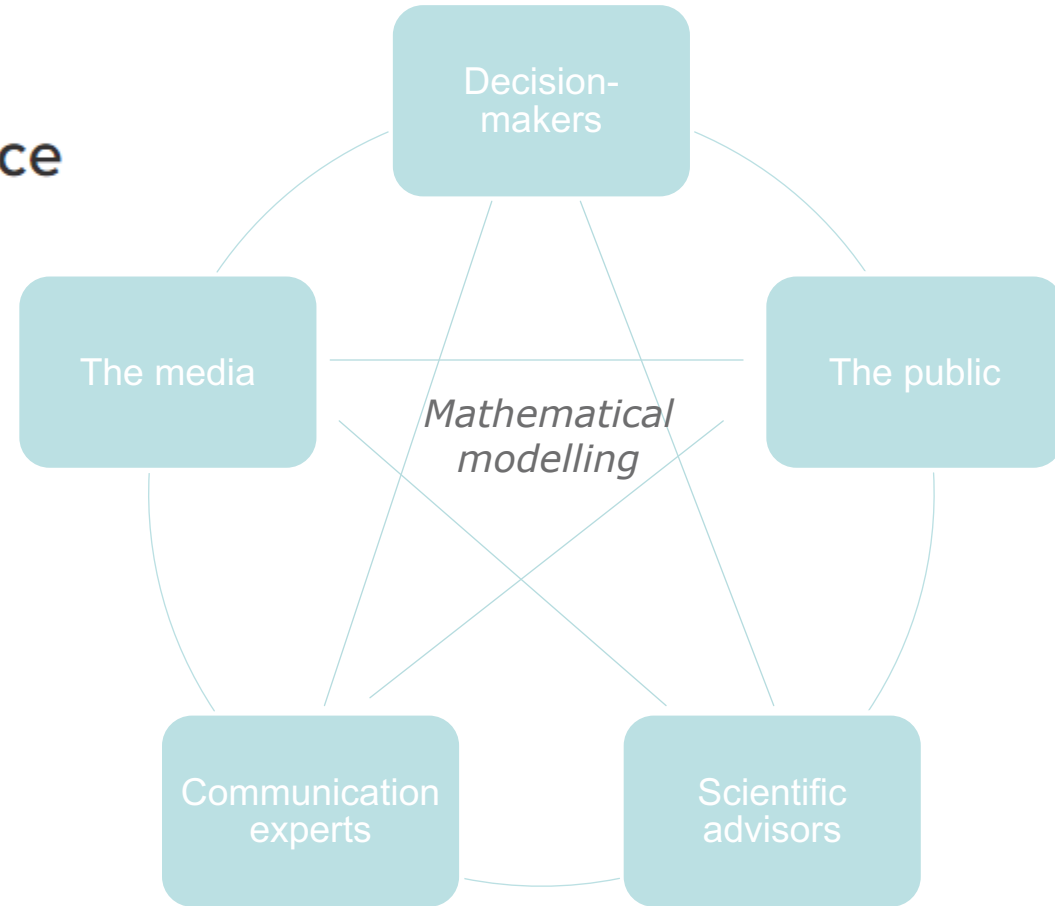 Decision-
makers
ce
The media
The public
Mathematical
modelling
Communication
experts
Scientific
advisors